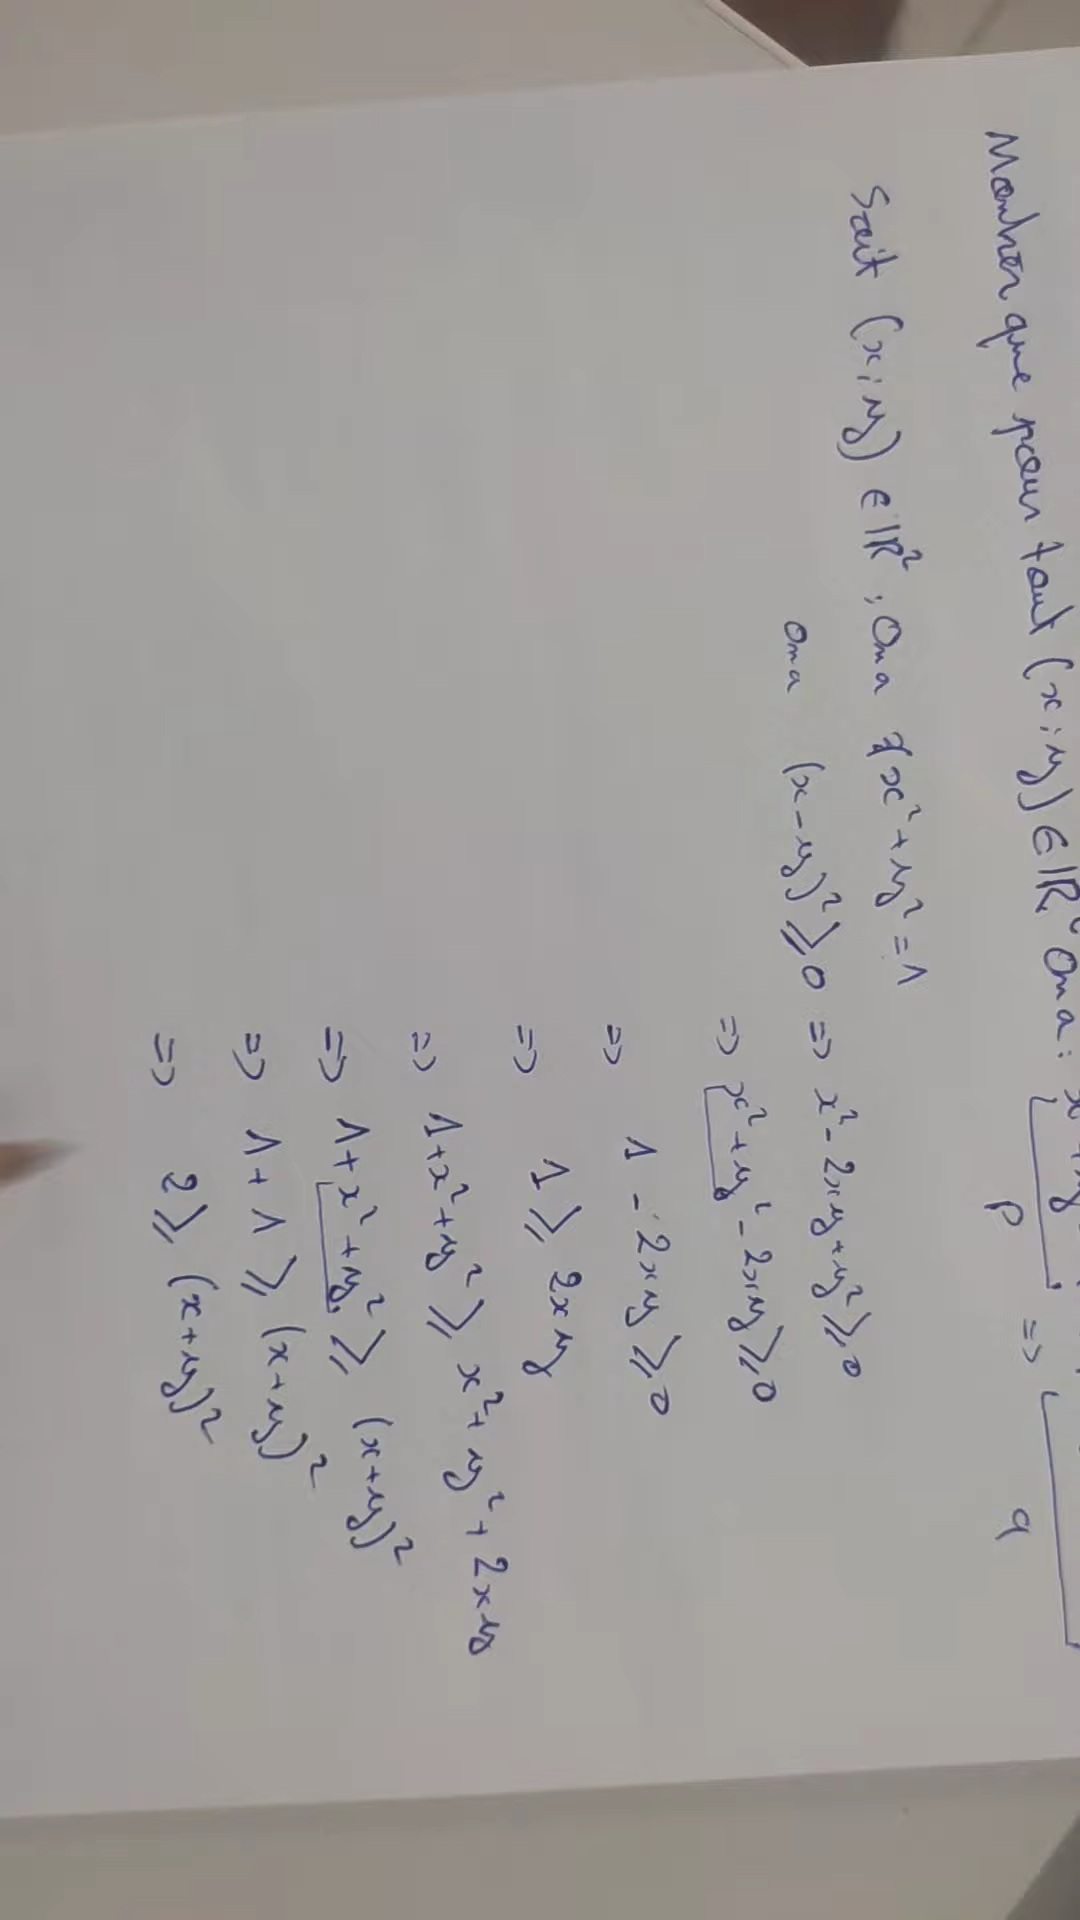 Montrer que pour tout (x;y) ∈ ℝ² on a :
P => q
Soit (x;y) ∈ ℝ², on a x² + y² = 1
on a (x-y)² ⩾ 0 => x² - 2xy + y² ⩾ 0
=> x² + y² - 2xy ⩾ 0
=> 1 - 2xy ⩾ 0
=> 1 ⩾ 2xy
=> 1 + x² + y² ⩾ x² + y² + 2xy
=> 1 + x² + y² ⩾ (x+y)²
=> 1 + 1 ⩾ (x+y)²
=> 2 ⩾ (x+y)²